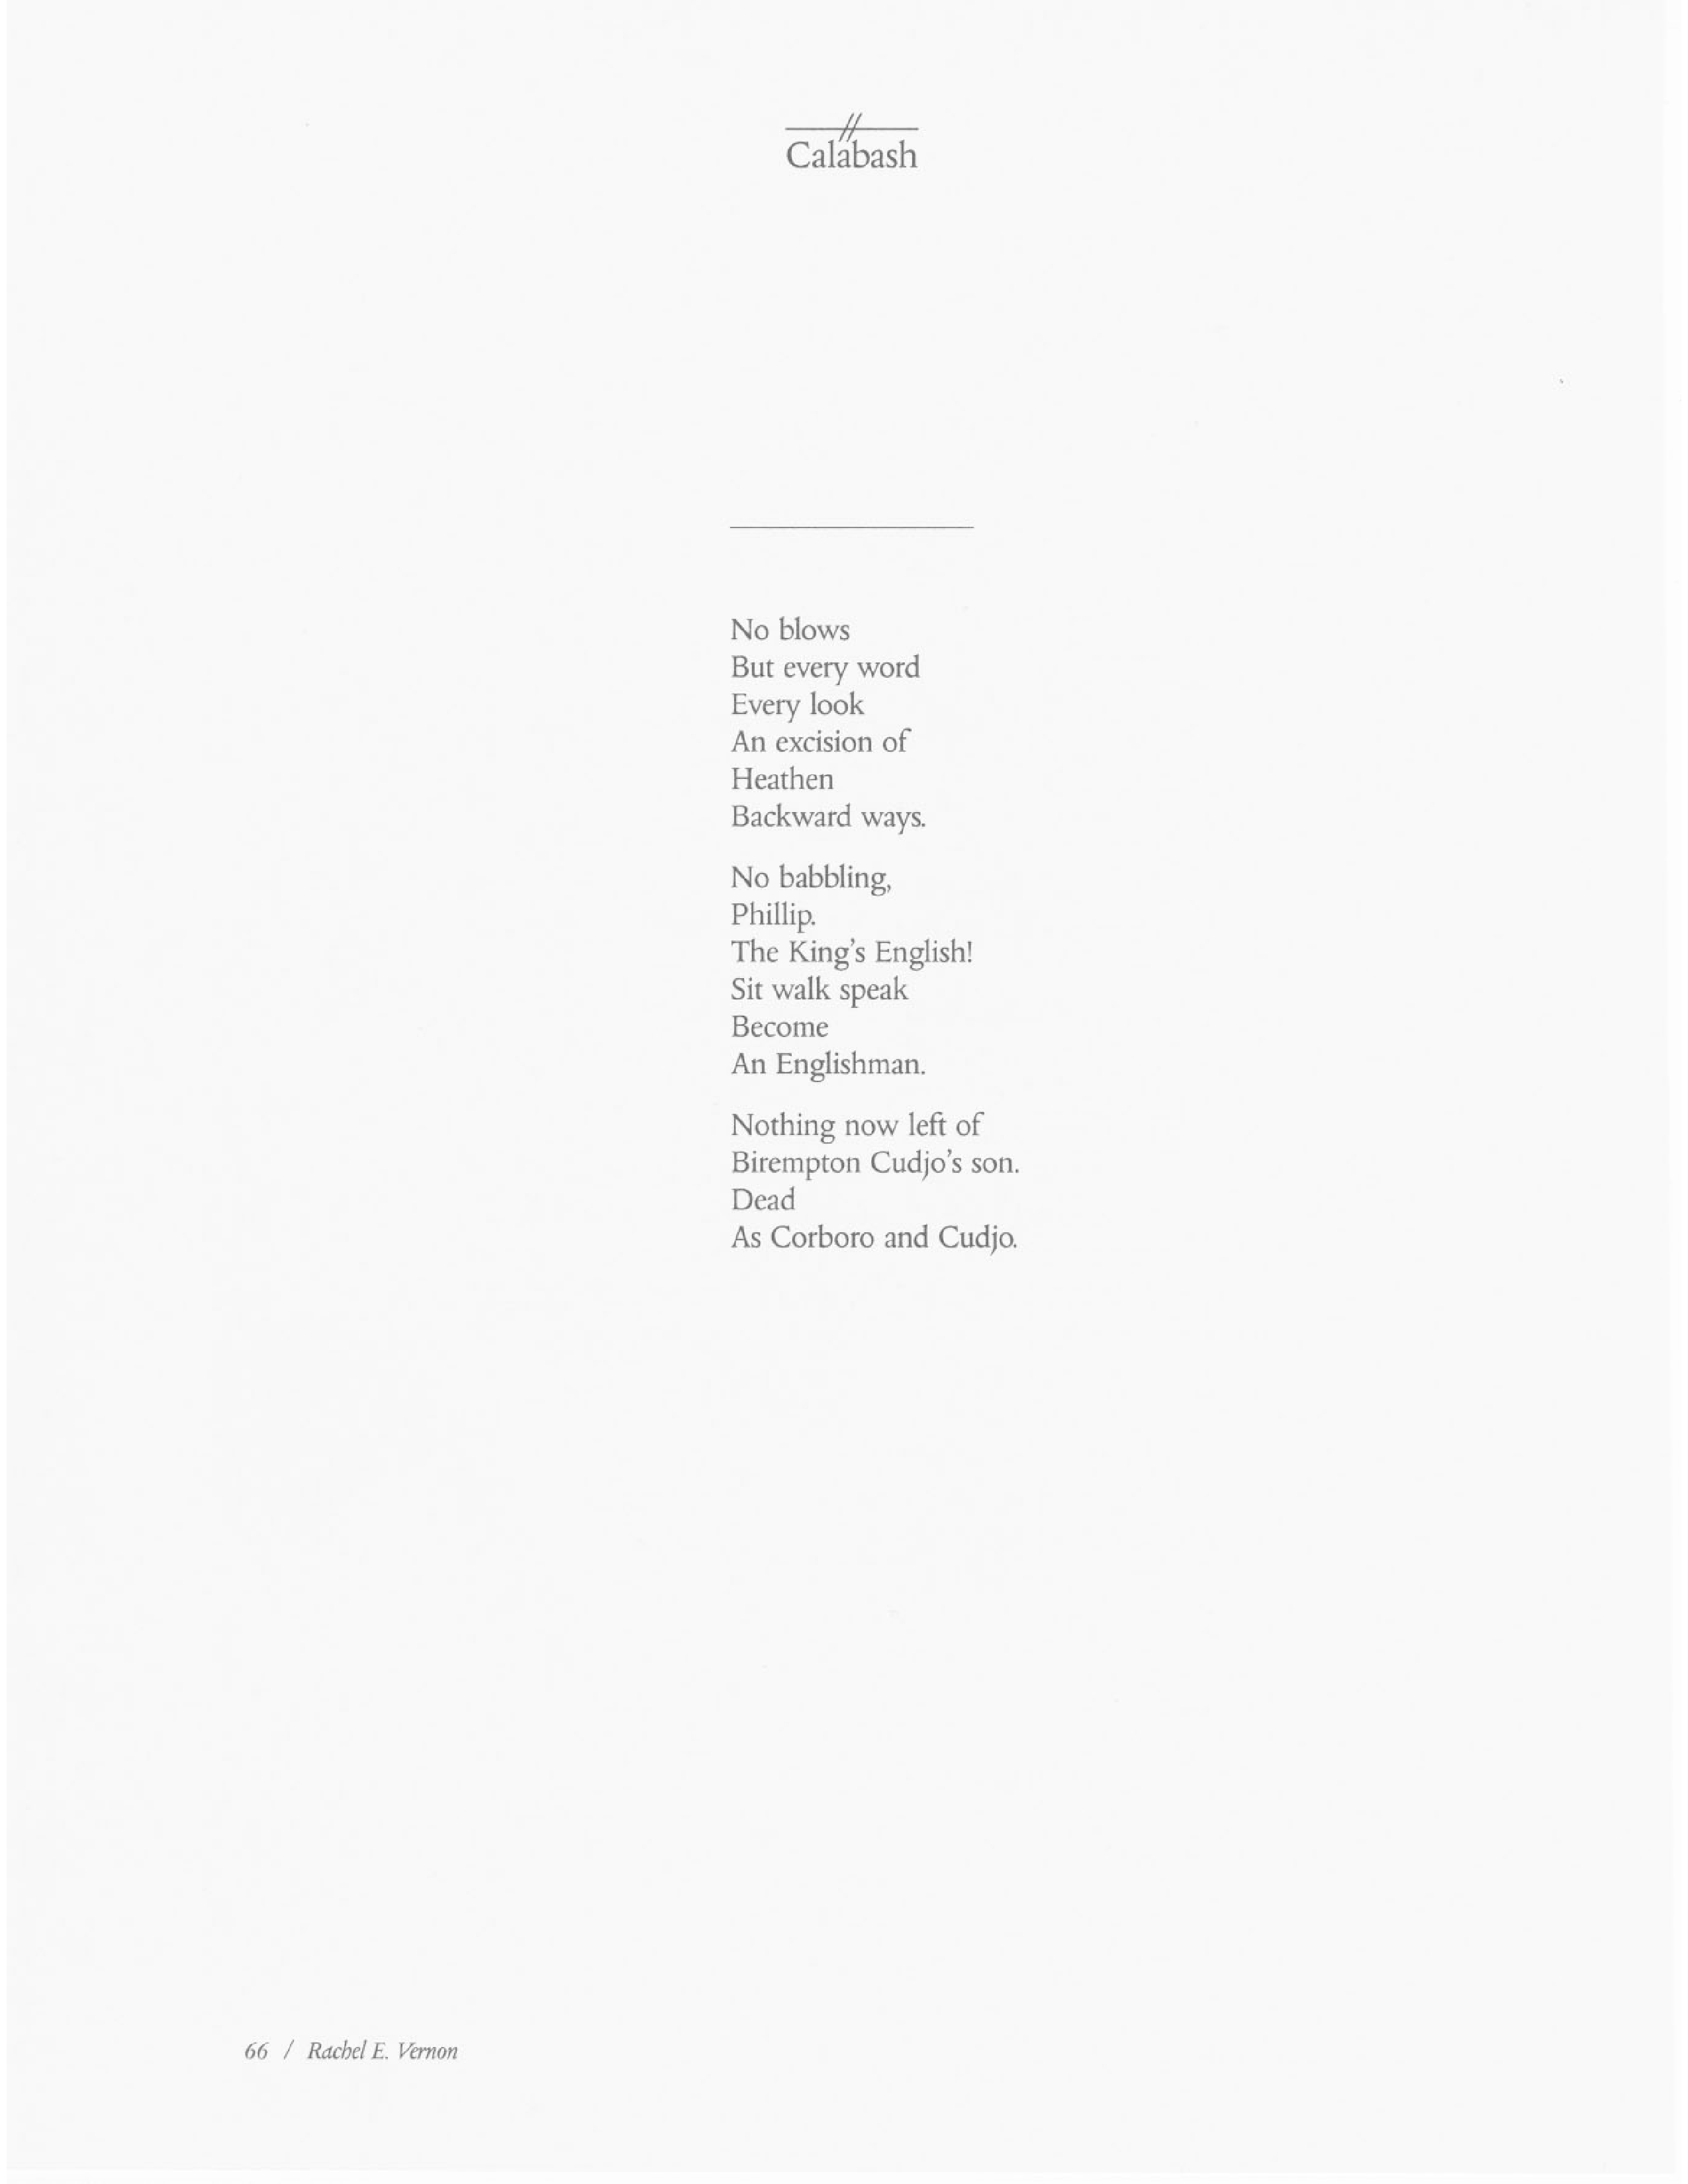 Calabash
No blows
But every word
Every look
An excision of
Heathen
Backward ways.
No babbling,
Phillip.
The King's English!
Sit walk speak
Become
An Englishman.
Nothing now left of
Birempton Cudjo's son.
Dead
As Corboro and Cudjo.
66 / Rachel E. Vernon